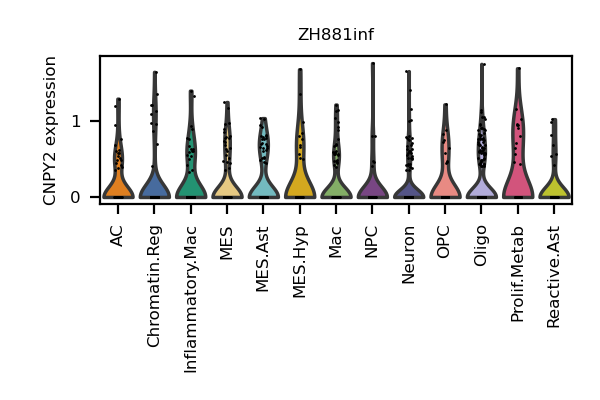 ZH881inf
CNPY2 expression
1
0
AC
Chromatin.Reg
Inflammatory.Mac
MES
MES.Ast
MES.Hyp
Mac
NPC
Neuron
OPC
Oligo
Prolif.Metab
Reactive.Ast